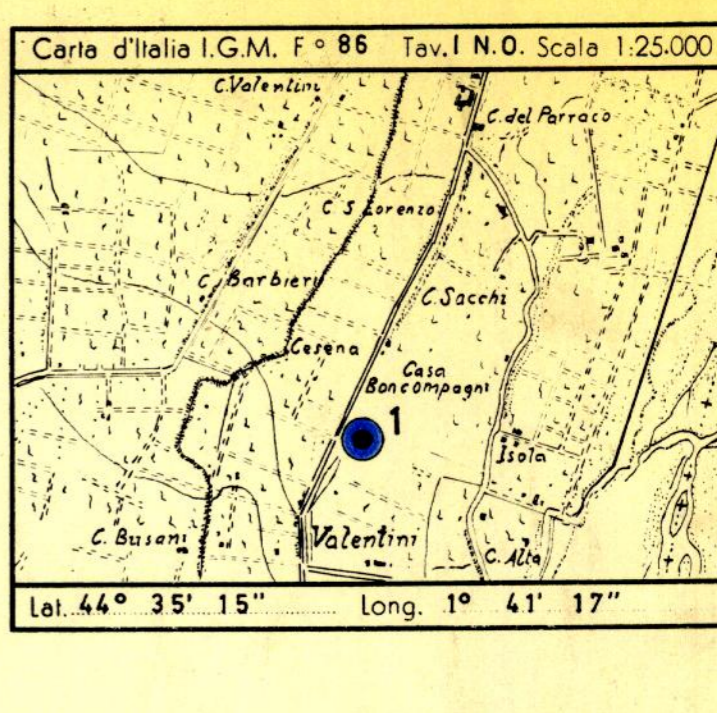 Carta d'Italia I.G.M. F° 86 Tav. I N.O. Scala 1:25.000
C. Valentini
C. del Parraco
C. S. Lorenzo
C. Barbieri
C. Sacchi
Cesena
Casa
Boncompagni
1
Isola
C. Busani
Valentini
C. Alta
Lat. 44° 35' 15" Long. 1° 41' 17"